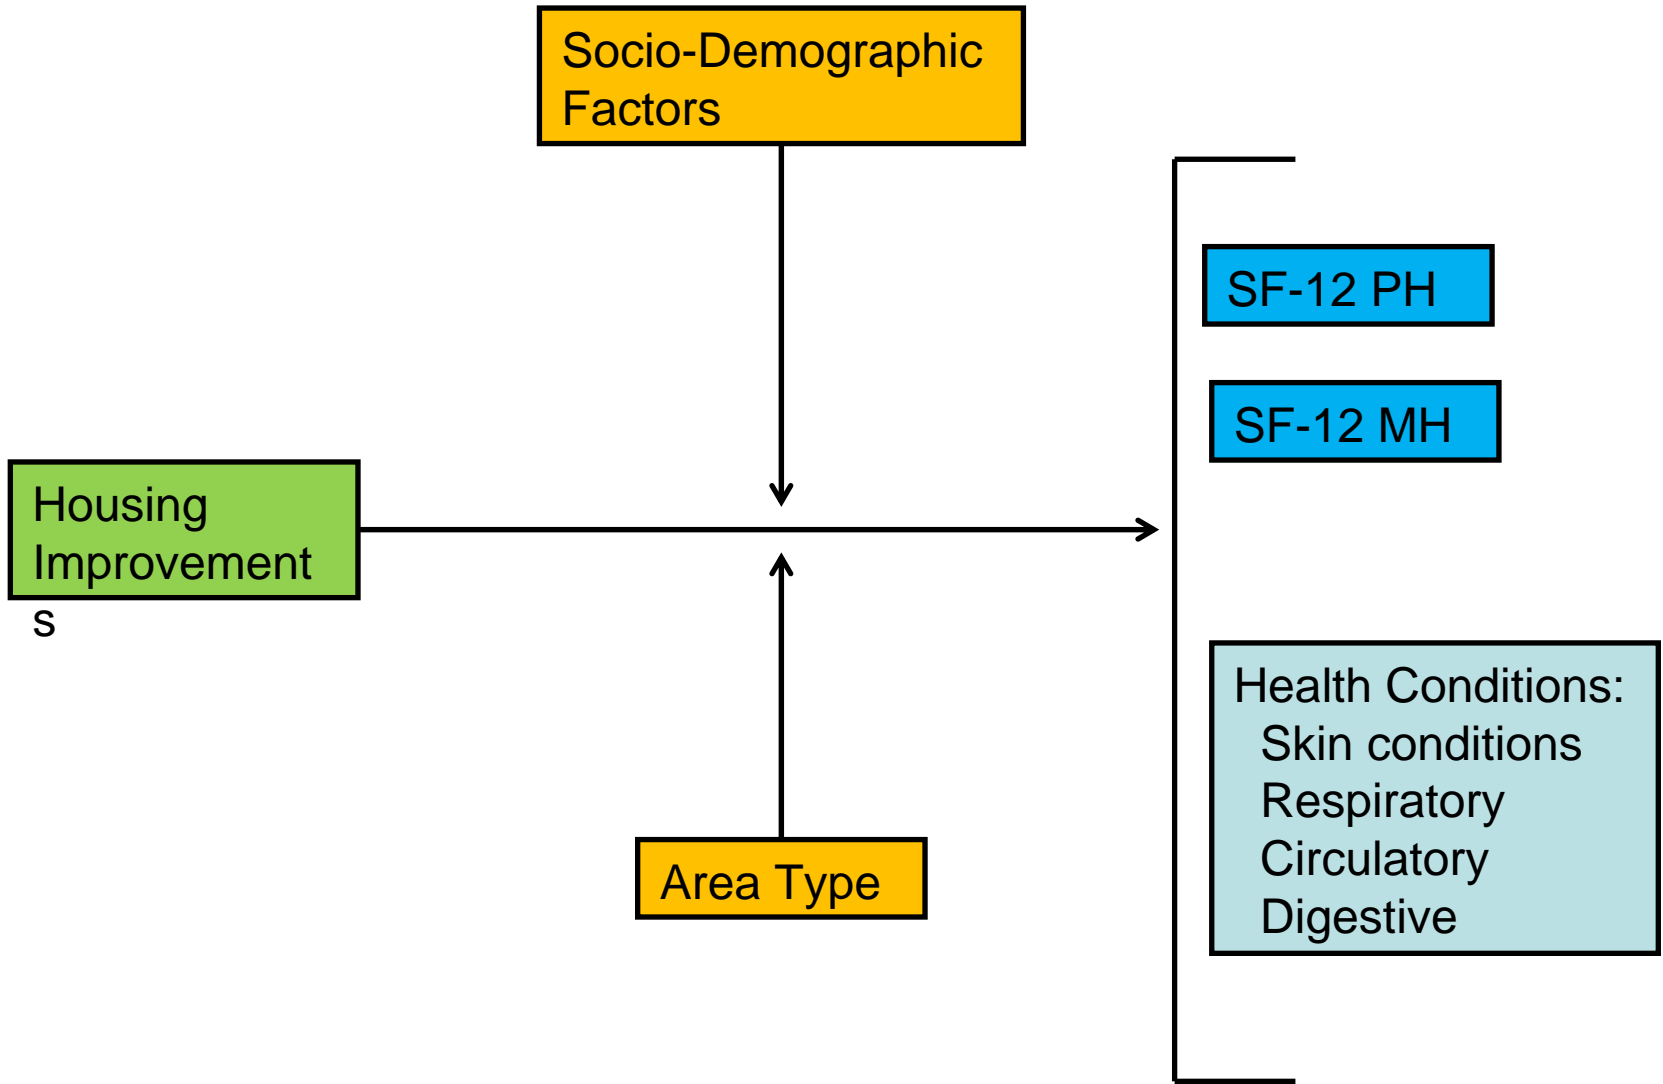 Socio-Demographic
Factors
SF-12 PH
SF-12 MH
Housing
Improvement
s
Health Conditions:
Skin conditions
Respiratory
Circulatory
Digestive
Area Type